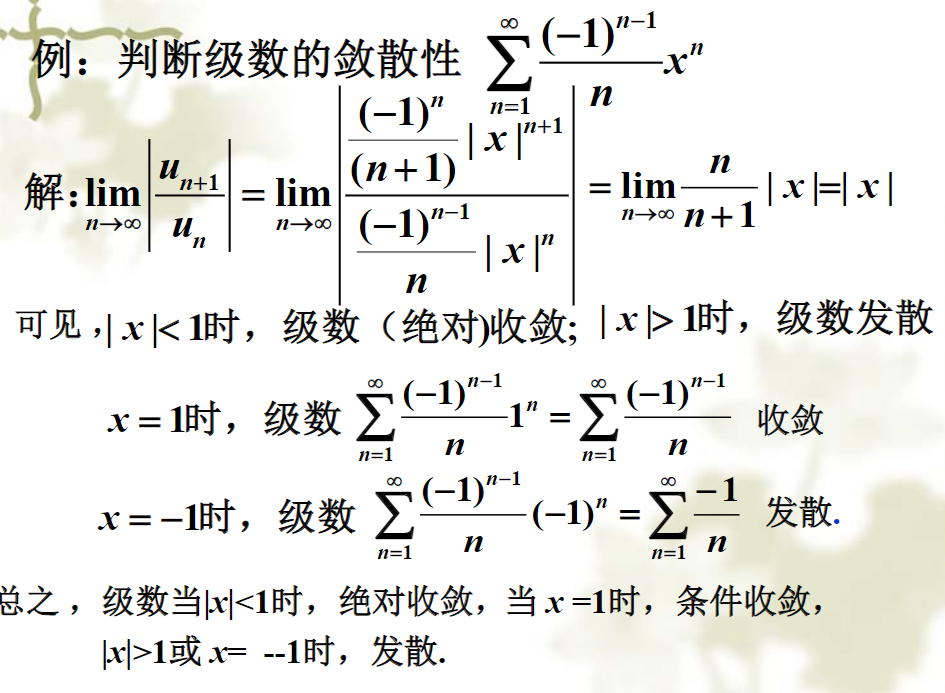 例：判断级数的敛散性 $\sum_{n=1}^{\infty}\frac{(-1)^{n-1}}{n}x^n$
解:$\lim_{n\to\infty}\left|\frac{u_{n+1}}{u_n}\right|=\lim_{n\to\infty}\left|\frac{\frac{(-1)^n}{(n+1)}|x|^{n+1}}{\frac{(-1)^{n-1}}{n}|x|^n}\right|=\lim_{n\to\infty}\frac{n}{n+1}|x|=|x|$
可见，$|x|<1$时，级数（绝对)收敛; $|x|>1$时，级数发散
$x=1$时，级数 $\sum_{n=1}^{\infty}\frac{(-1)^{n-1}}{n}1^n=\sum_{n=1}^{\infty}\frac{(-1)^{n-1}}{n}$ 收敛
$x=-1$时，级数 $\sum_{n=1}^{\infty}\frac{(-1)^{n-1}}{n}(-1)^n=\sum_{n=1}^{\infty}\frac{-1}{n}$ 发散.
总之，级数当|x|<1时，绝对收敛，当 x =1时，条件收敛，
|x|>1或 x= --1时，发散.